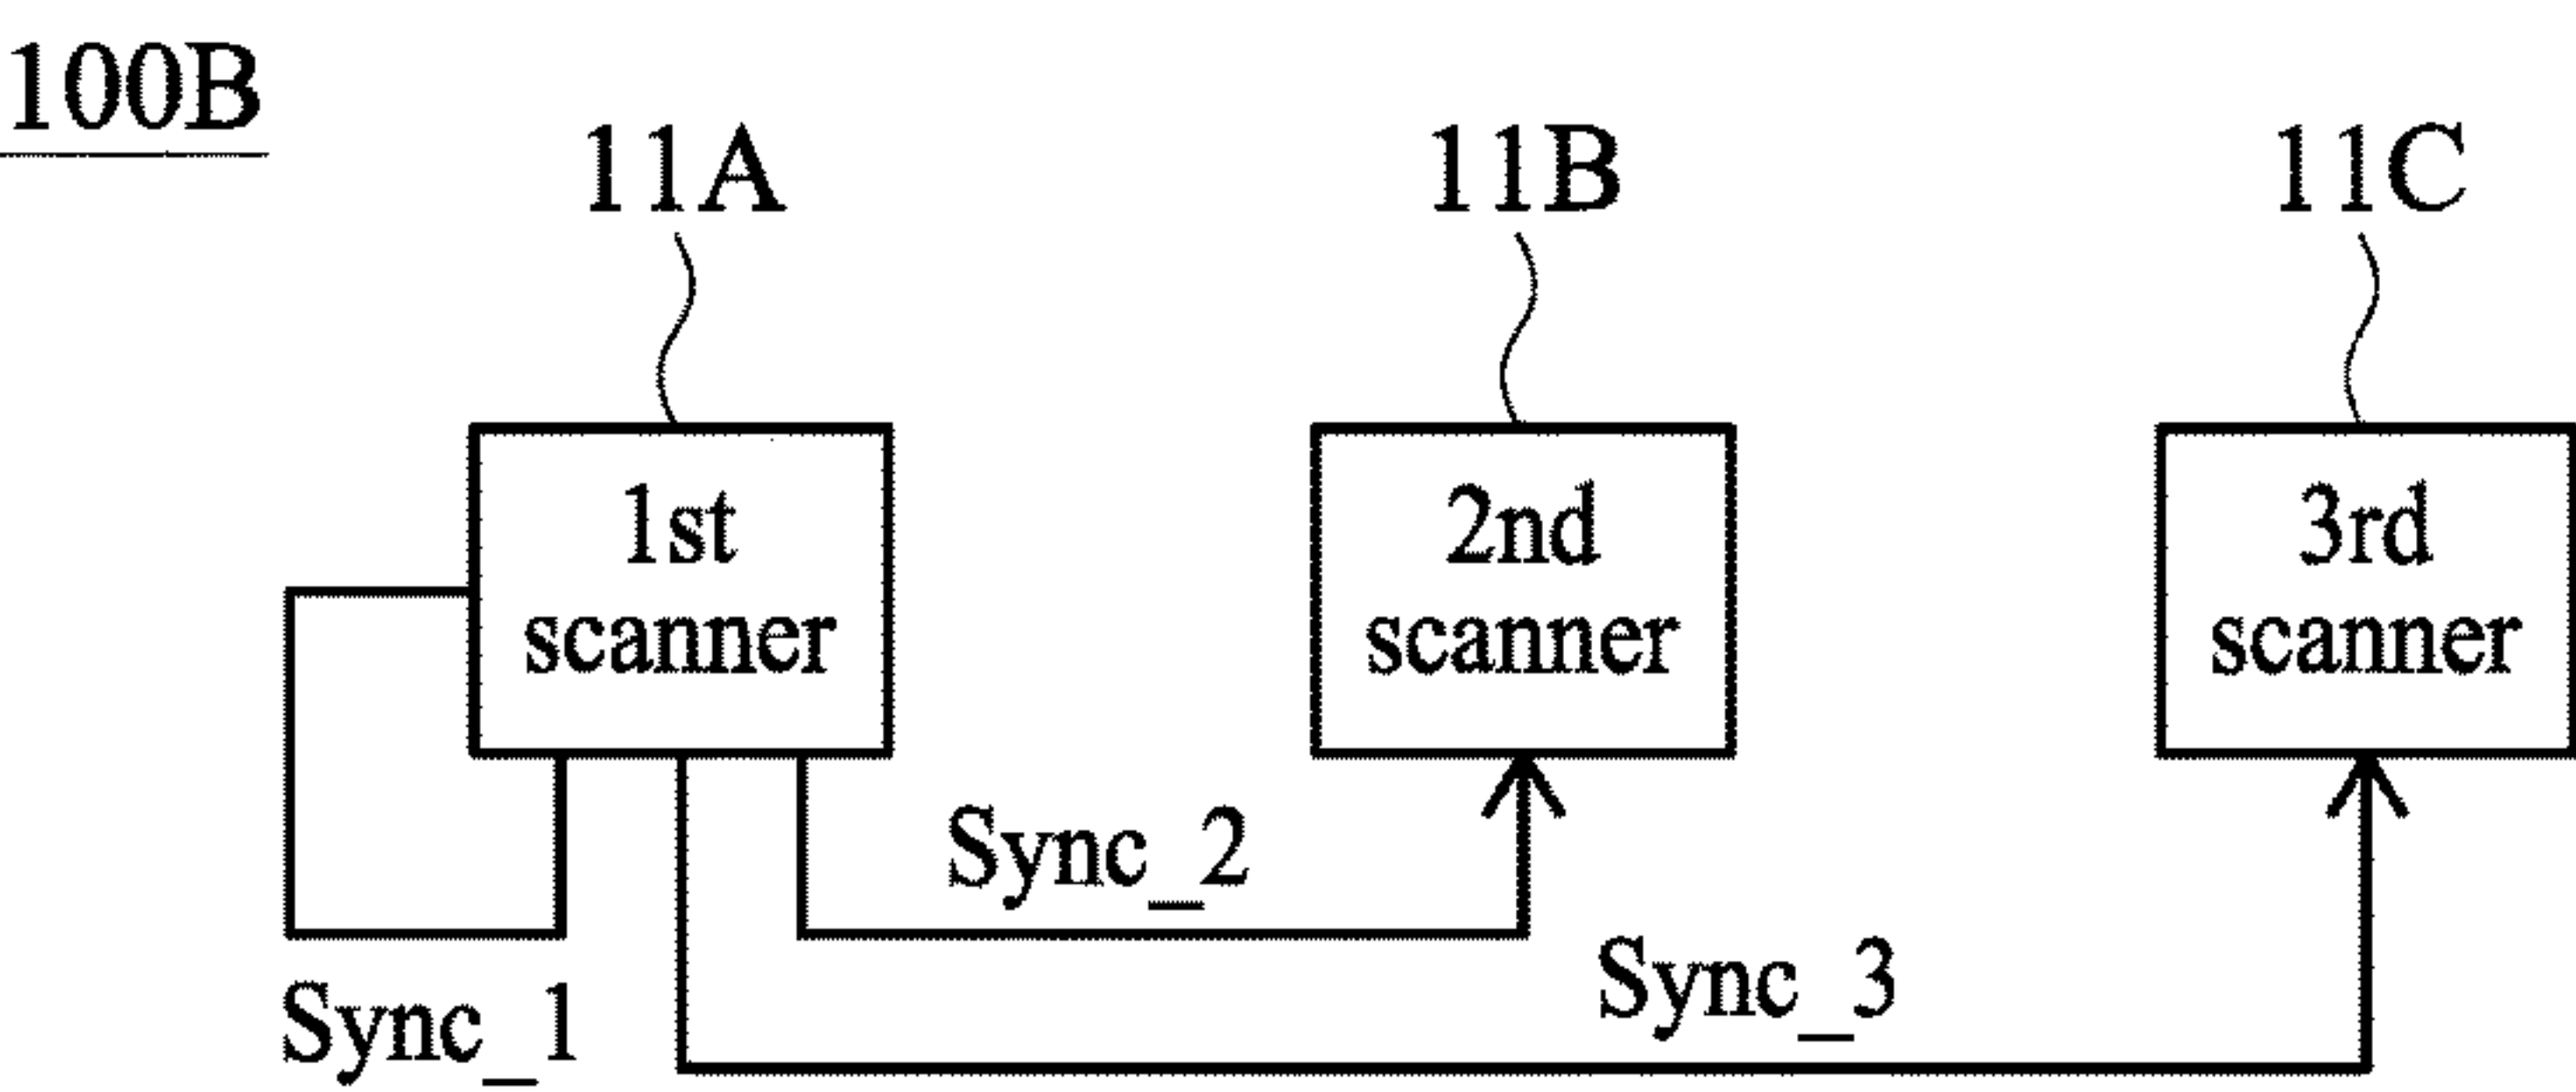 100B
11A
11B
11C
1st
scanner
2nd
scanner
3rd
scanner
Sync_2
Sync_3
Sync_1